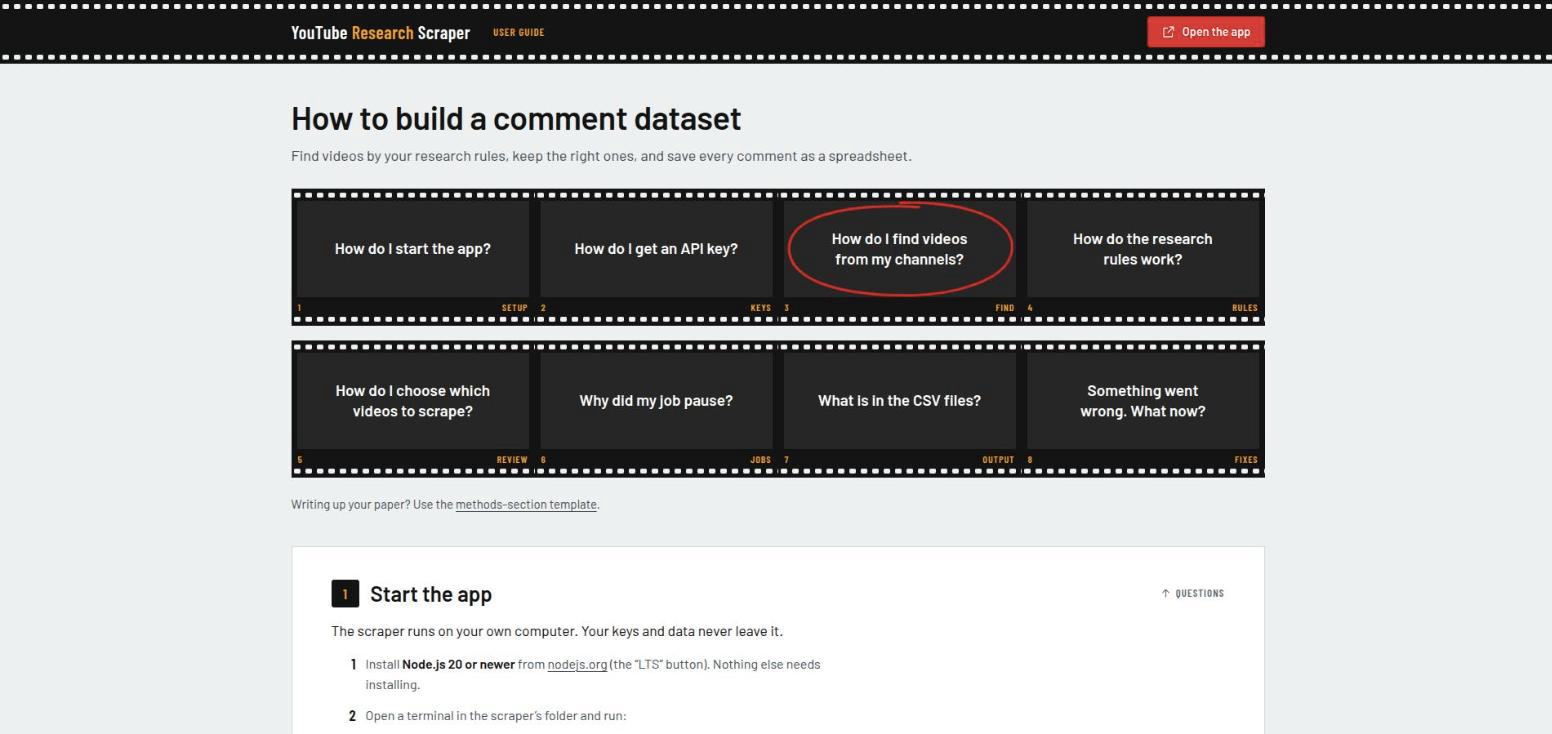 YouTube Research Scraper
USER GUIDE
Open the app
How to build a comment dataset
Find videos by your research rules, keep the right ones, and save every comment as a spreadsheet.
How do I start the app?
1 SETUP
How do I get an API key?
2 KEYS
How do I find videos
from my channels?
3 FIND
How do the research
rules work?
4 RULES
How do I choose which
videos to scrape?
5 REVIEW
Why did my job pause?
6 JOBS
What is in the CSV files?
7 OUTPUT
Something went
wrong. What now?
8 FIXES
Writing up your paper? Use the methods-section template.
1 Start the app
↑ QUESTIONS
The scraper runs on your own computer. Your keys and data never leave it.
1 Install Node.js 20 or newer from nodejs.org (the “LTS” button). Nothing else needs
installing.
2 Open a terminal in the scraper’s folder and run: